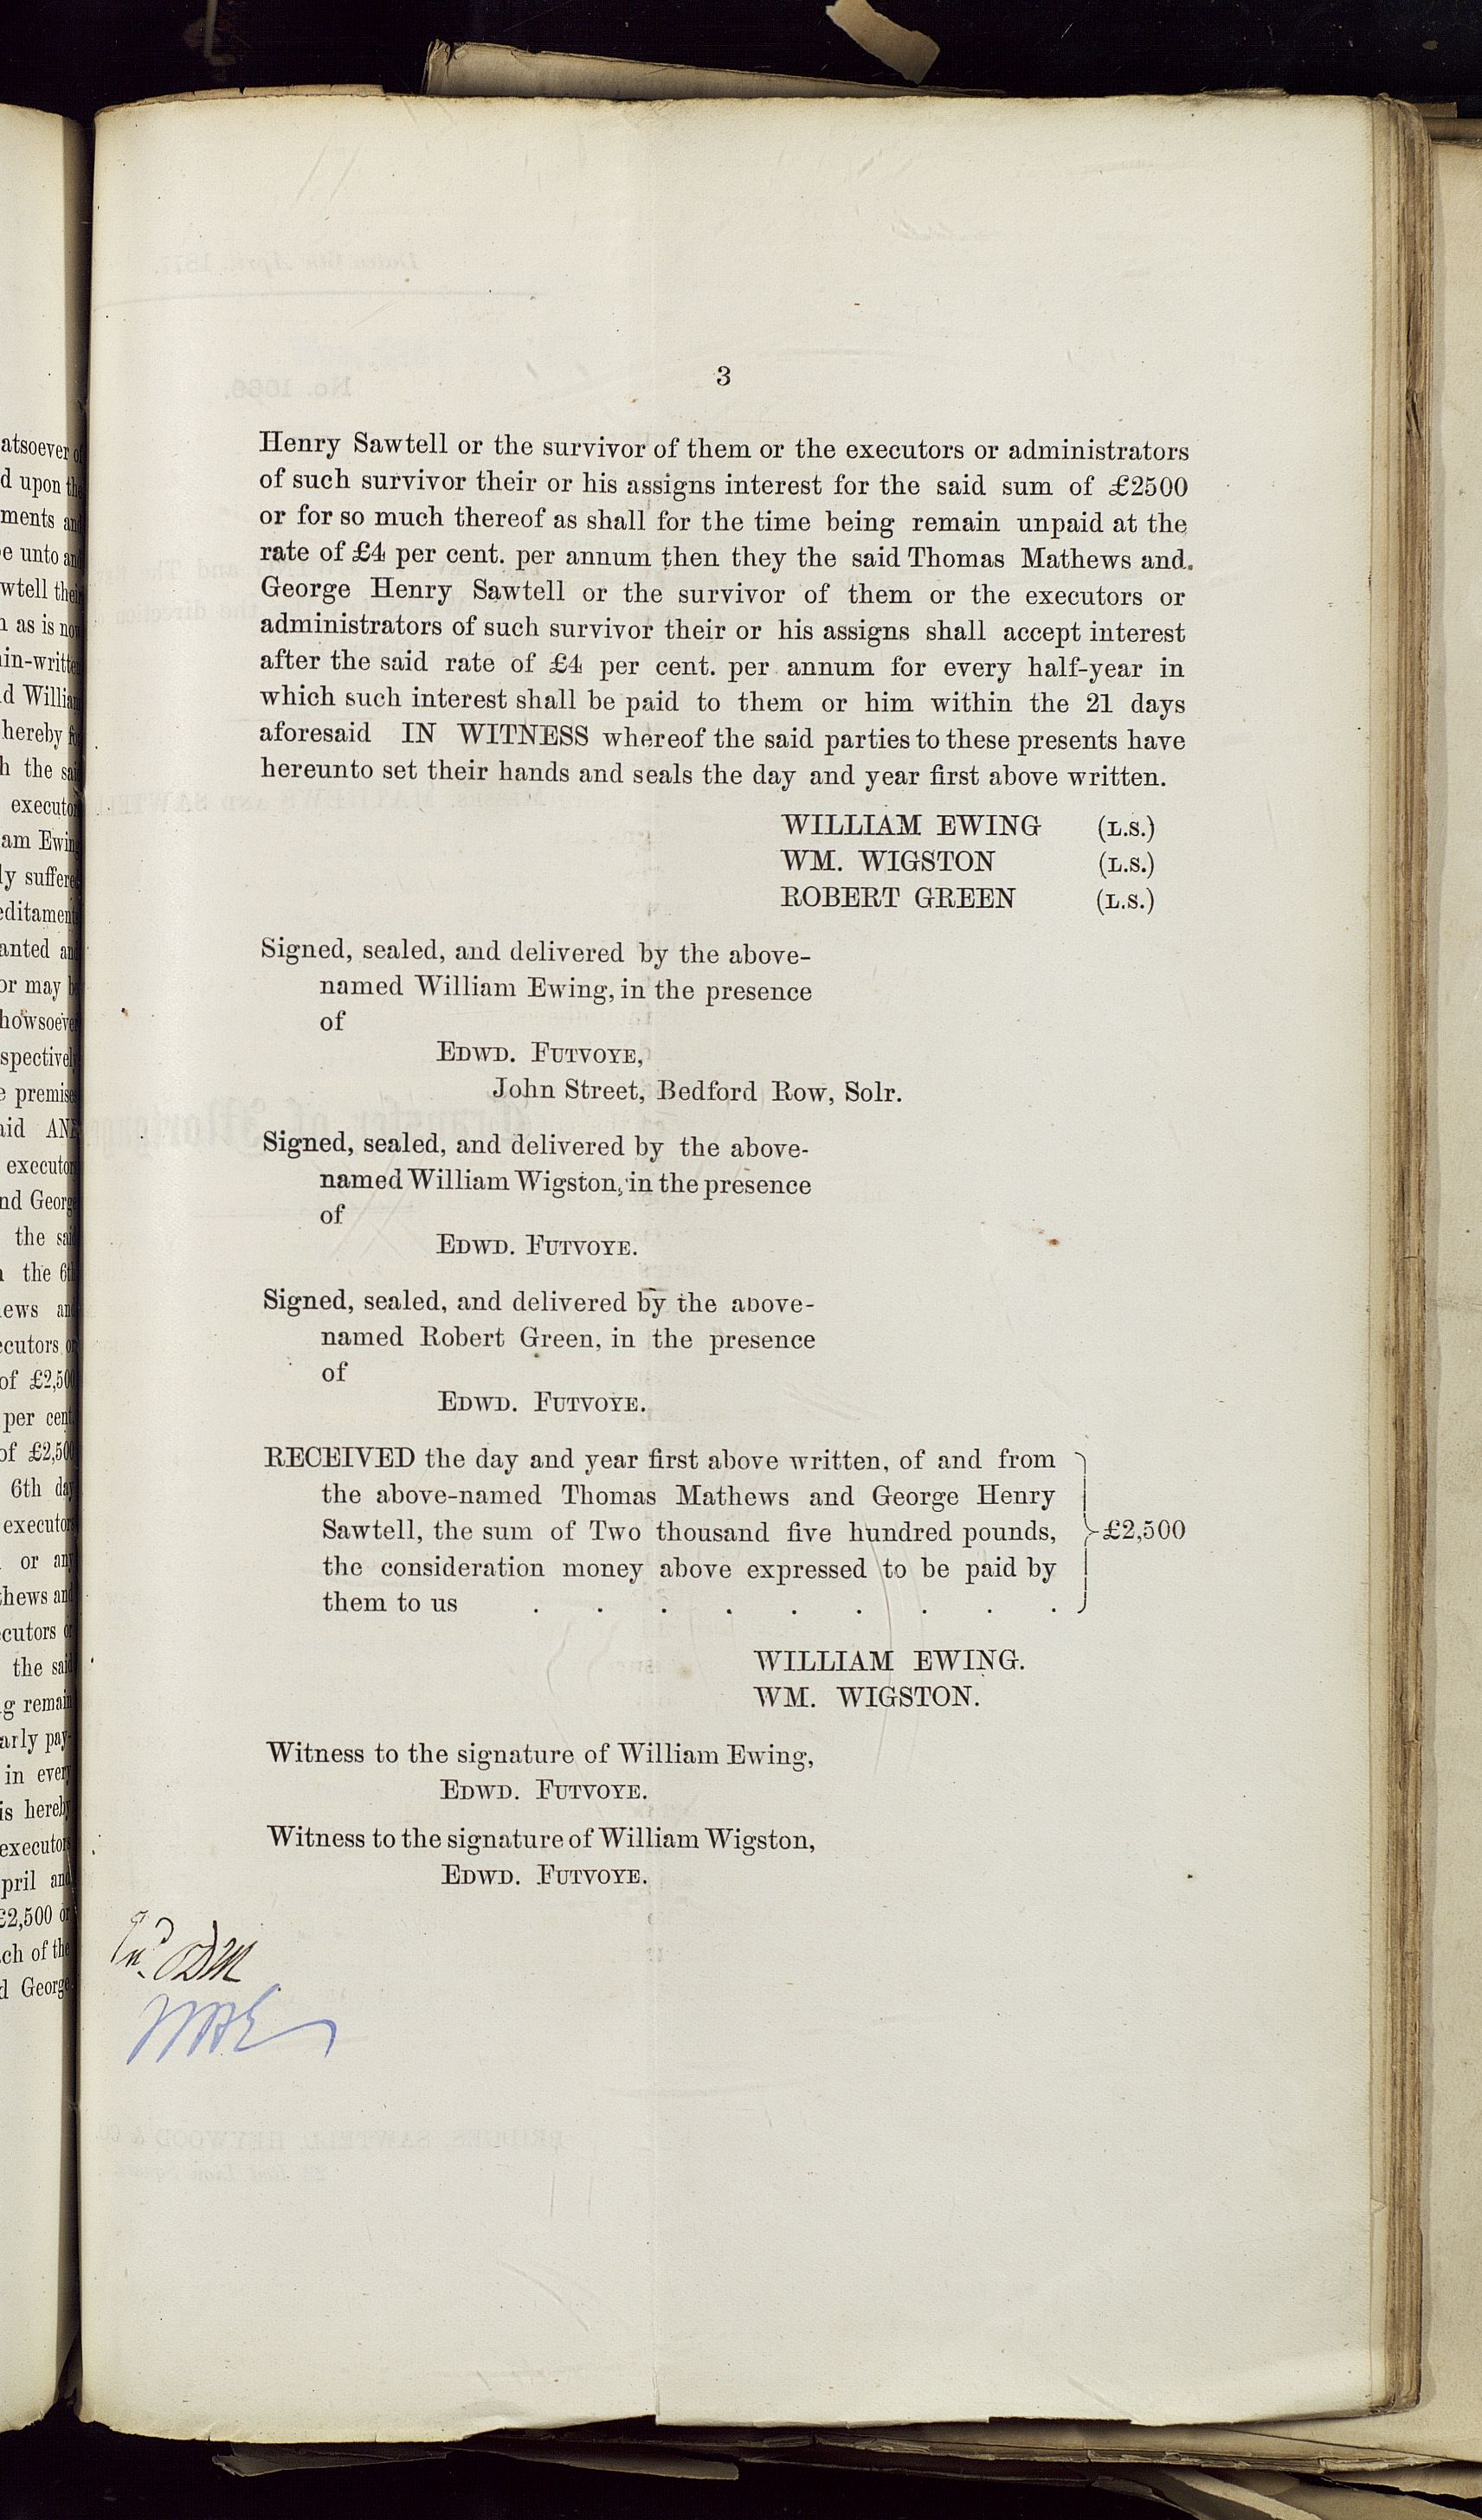 3
Henry Sawtell or the survivor of them or the executors or administrators
of such survivor their or his assigns interest for the said sum of £2500
or for so much thereof as shall for the time being remain unpaid at the
rate of £4 per cent. per annum then they the said Thomas Mathews and.
George Henry Sawtell or the survivor of them or the executors or
administrators of such survivor their or his assigns shall accept interest
after the said rate of £4 per cent. per annum for every half-year in
which such interest shall be paid to them or him within the 21 days
aforesaid IN WITNESS whereof the said parties to these presents have
hereunto set their hands and seals the day and year first above written.
WILLIAM EWING (L.S.)
WM. WIGSTON (L.S.)
ROBERT GREEN (L.S.)
Signed, sealed, and delivered by the above-
named William Ewing, in the presence
of
EDWD. FUTVOYE,
John Street, Bedford Row, Solr.
Signed, sealed, and delivered by the above-
named William Wigston, in the presence
of
EDWD. FUTVOYE.
Signed, sealed, and delivered by the above-
named Robert Green, in the presence
of
EDWD. FUTVOYE.
RECEIVED the day and year first above written, of and from
the above-named Thomas Mathews and George Henry
Sawtell, the sum of Two thousand five hundred pounds, £2,500
the consideration money above expressed to be paid by
them to us . . . . . . . . .
WILLIAM EWING.
WM. WIGSTON.
Witness to the signature of William Ewing,
EDWD. FUTVOYE.
Witness to the signature of William Wigston,
EDWD. FUTVOYE.